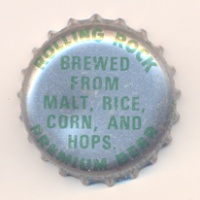 ROLLING ROCK
BREWED
FROM
MALT, RICE,
CORN, AND
HOPS.
PREMIUM BEER